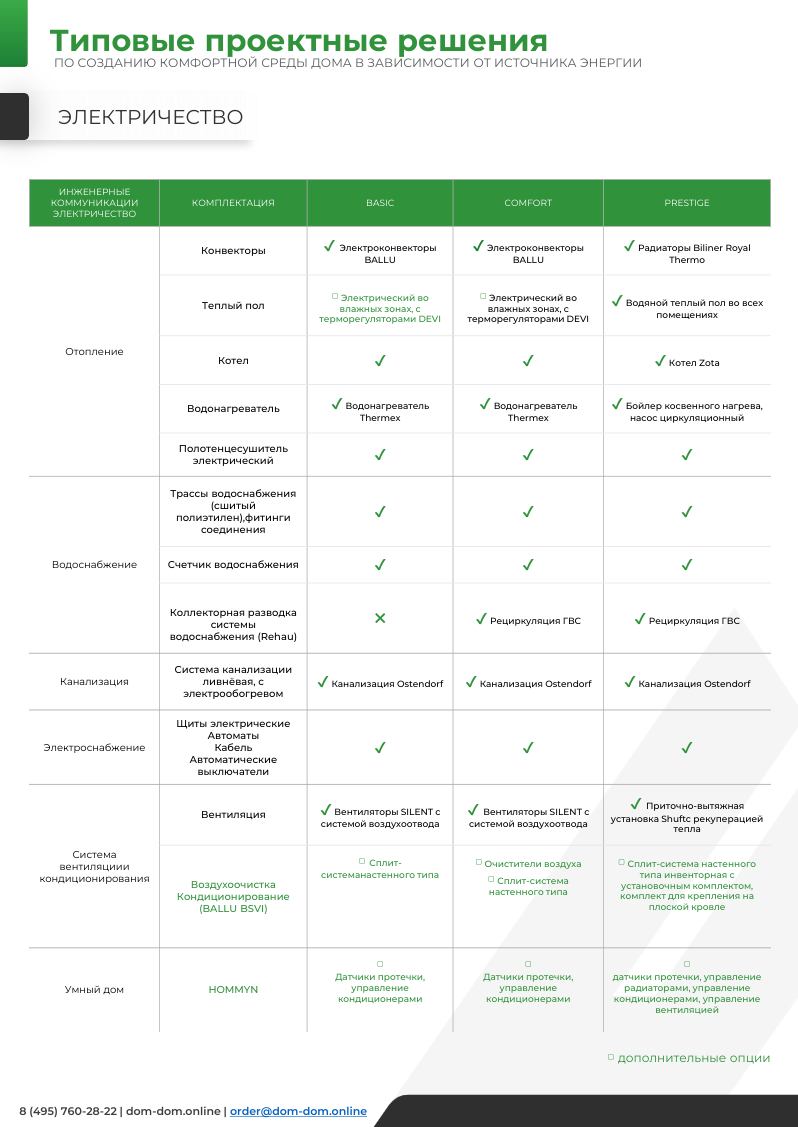 Типовые проектные решения
ПО СОЗДАНИЮ КОМФОРТНОЙ СРЕДЫ ДОМА В ЗАВИСИМОСТИ ОТ ИСТОЧНИКА ЭНЕРГИИ
ЭЛЕКТРИЧЕСТВО
ИНЖЕНЕРНЫЕ
КОММУНИКАЦИИ
ЭЛЕКТРИЧЕСТВО
КОМПЛЕКТАЦИЯ
BASIC
COMFORT
PRESTIGE
Отопление
Конвекторы
✓ Электроконвекторы
BALLU
✓ Электроконвекторы
BALLU
✓ Радиаторы Biliner Royal
Thermo
Теплый пол
□ Электрический во
влажных зонах, с
терморегуляторами DEVI
□ Электрический во
влажных зонах, с
терморегуляторами DEVI
✓ Водяной теплый пол во всех
помещениях
Котел
✓
✓
✓ Котел Zota
Водонагреватель
✓ Водонагреватель
Thermex
✓ Водонагреватель
Thermex
✓ Бойлер косвенного нагрева,
насос циркуляционный
Полотенцесушитель
электрический
✓
✓
✓
Водоснабжение
Трассы водоснабжения
(сшитый
полиэтилен),фитинги
соединения
✓
✓
✓
Счетчик водоснабжения
✓
✓
✓
Коллекторная разводка
системы
водоснабжения (Rehau)
✕
✓ Рециркуляция ГВС
✓ Рециркуляция ГВС
Канализация
Система канализации
ливнёвая, с
электрообогревом
✓ Канализация Ostendorf
✓ Канализация Ostendorf
✓ Канализация Ostendorf
Электроснабжение
Щиты электрические
Автоматы
Кабель
Автоматические
выключатели
✓
✓
✓
Система
вентиляциии
кондиционирования
Вентиляция
✓ Вентиляторы SILENT с
системой воздухоотвода
✓ Вентиляторы SILENT с
системой воздухоотвода
✓ Приточно-вытяжная
установка Shuftc рекуперацией
тепла
Воздухоочистка
Кондиционирование
(BALLU BSVI)
□ Сплит-
системанастенного типа
□ Очистители воздуха
□ Сплит-система
настенного типа
□ Сплит-система настенного
типа инверторная с
установочным комплектом,
комплект для крепления на
плоской кровле
Умный дом
HOMMYN
□
Датчики протечки,
управление
кондиционерами
□
Датчики протечки,
управление
кондиционерами
□
датчики протечки, управление
радиаторами, управление
кондиционерами, управление
вентиляцией
□ дополнительные опции
8 (495) 760-28-22 | dom-dom.online | order@dom-dom.online